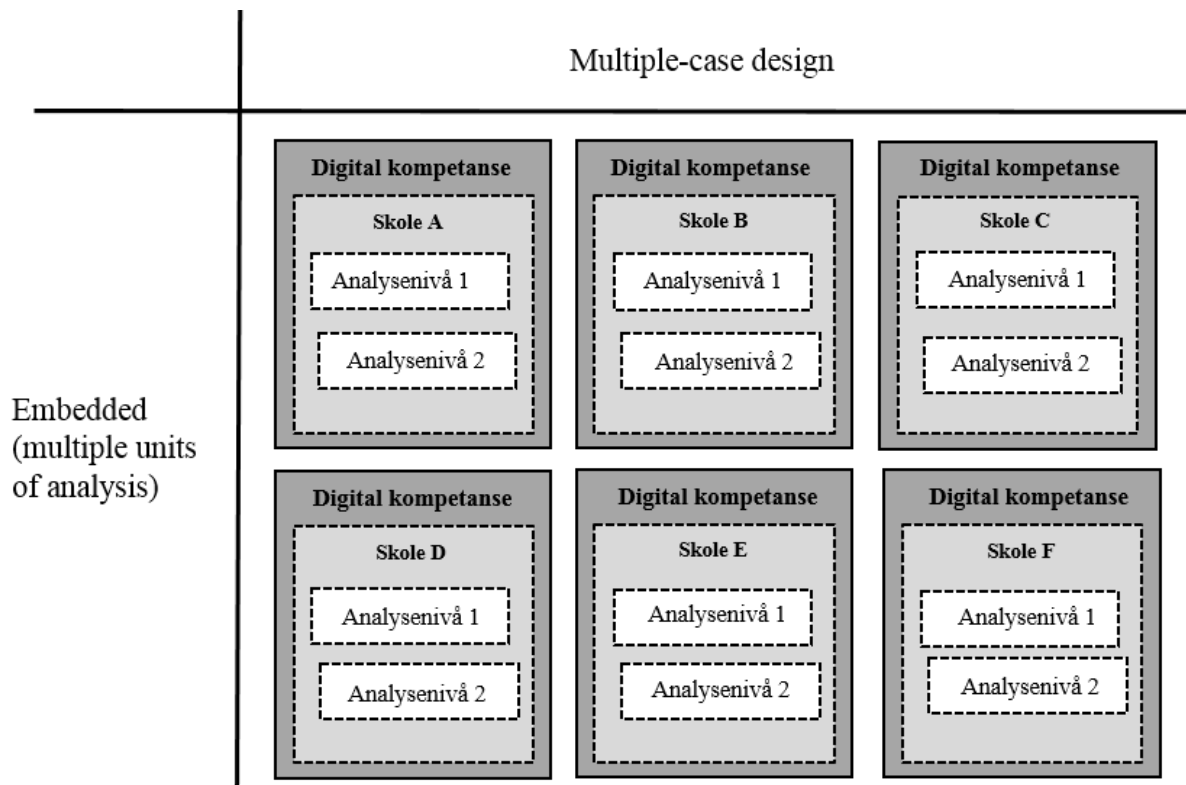 Multiple-case design
Embedded
(multiple units
of analysis)
Digital kompetanse
Skole A
Analysenivå 1
Analysenivå 2
Digital kompetanse
Skole B
Analysenivå 1
Analysenivå 2
Digital kompetanse
Skole C
Analysenivå 1
Analysenivå 2
Digital kompetanse
Skole D
Analysenivå 1
Analysenivå 2
Digital kompetanse
Skole E
Analysenivå 1
Analysenivå 2
Digital kompetanse
Skole F
Analysenivå 1
Analysenivå 2